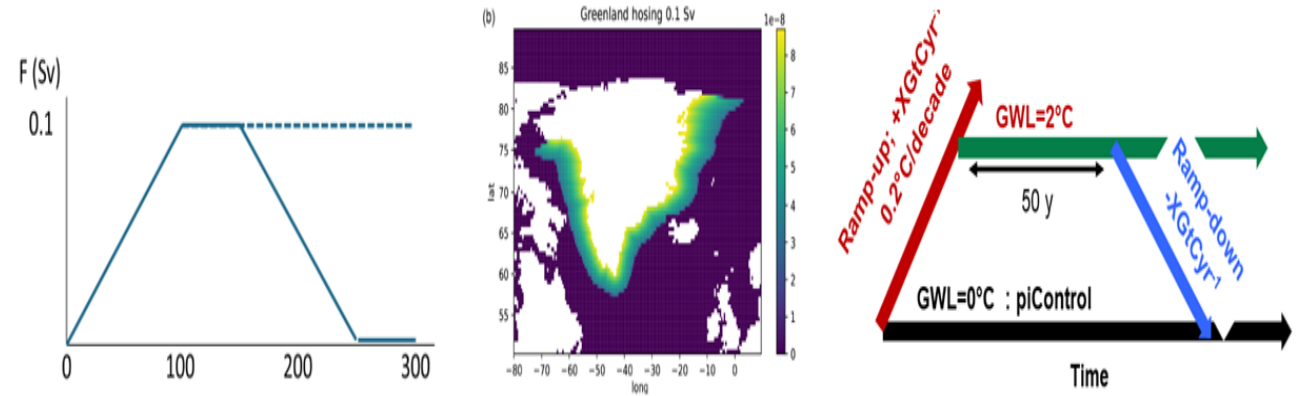 F (Sv)
0.1
0
100
200
300
(b)
Greenland hosing 0.1 Sv
1e−8
85
80
75
70
65
60
55
lat
−80
−70
−60
−50
−40
−30
−20
−10
0
long
8
7
6
5
4
3
2
1
0
Ramp-up; +XGtCyr-1
0.2°C/decade
GWL=2°C
50 y
Ramp-down
-XGtCyr-1
GWL=0°C : piControl
Time